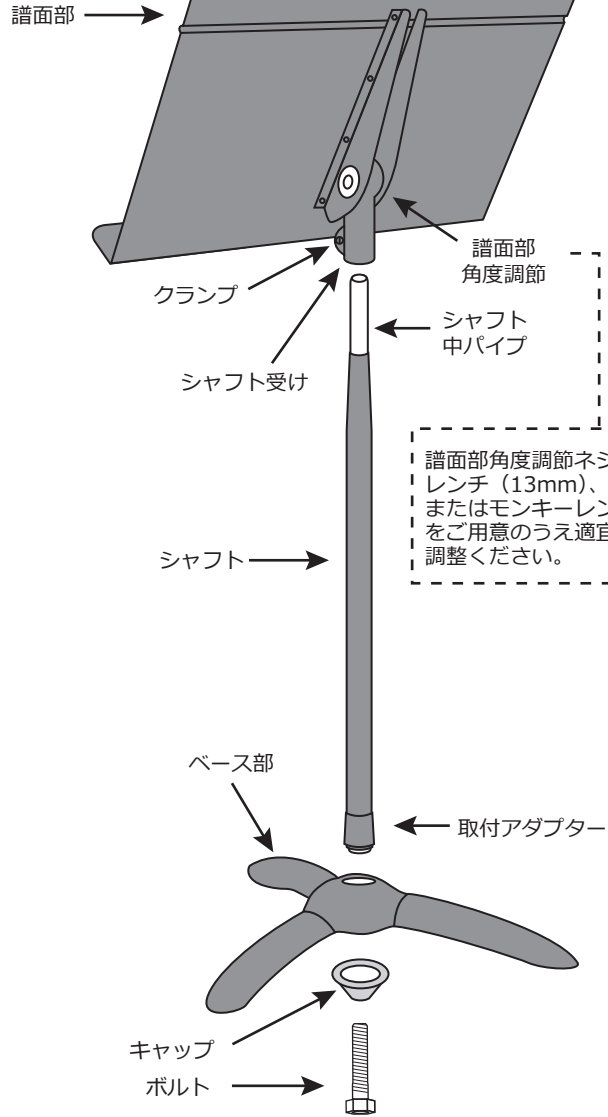 譜面部
クランプ
譜面部
角度調節
シャフト
中パイプ
シャフト受け
譜面部角度調節ネジ
レンチ（13mm）、
またはモンキーレン
をご用意のうえ適宜
調整ください。
シャフト
ベース部
取付アダプター
キャップ
ボルト